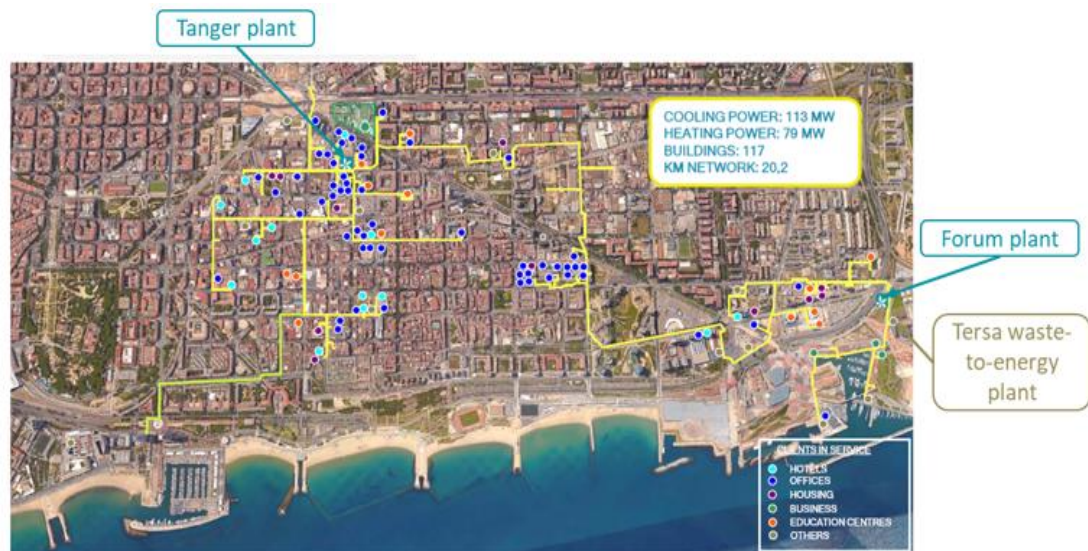 Tanger plant
COOLING POWER: 113 MW
HEATING POWER: 79 MW
BUILDINGS: 117
KM NETWORK: 20,2
Forum plant
Tersa waste-
to-energy
plant
CLIENTS IN SERVICE
HOTELS
OFFICES
HOUSING
BUSINESS
EDUCATION CENTRES
OTHERS